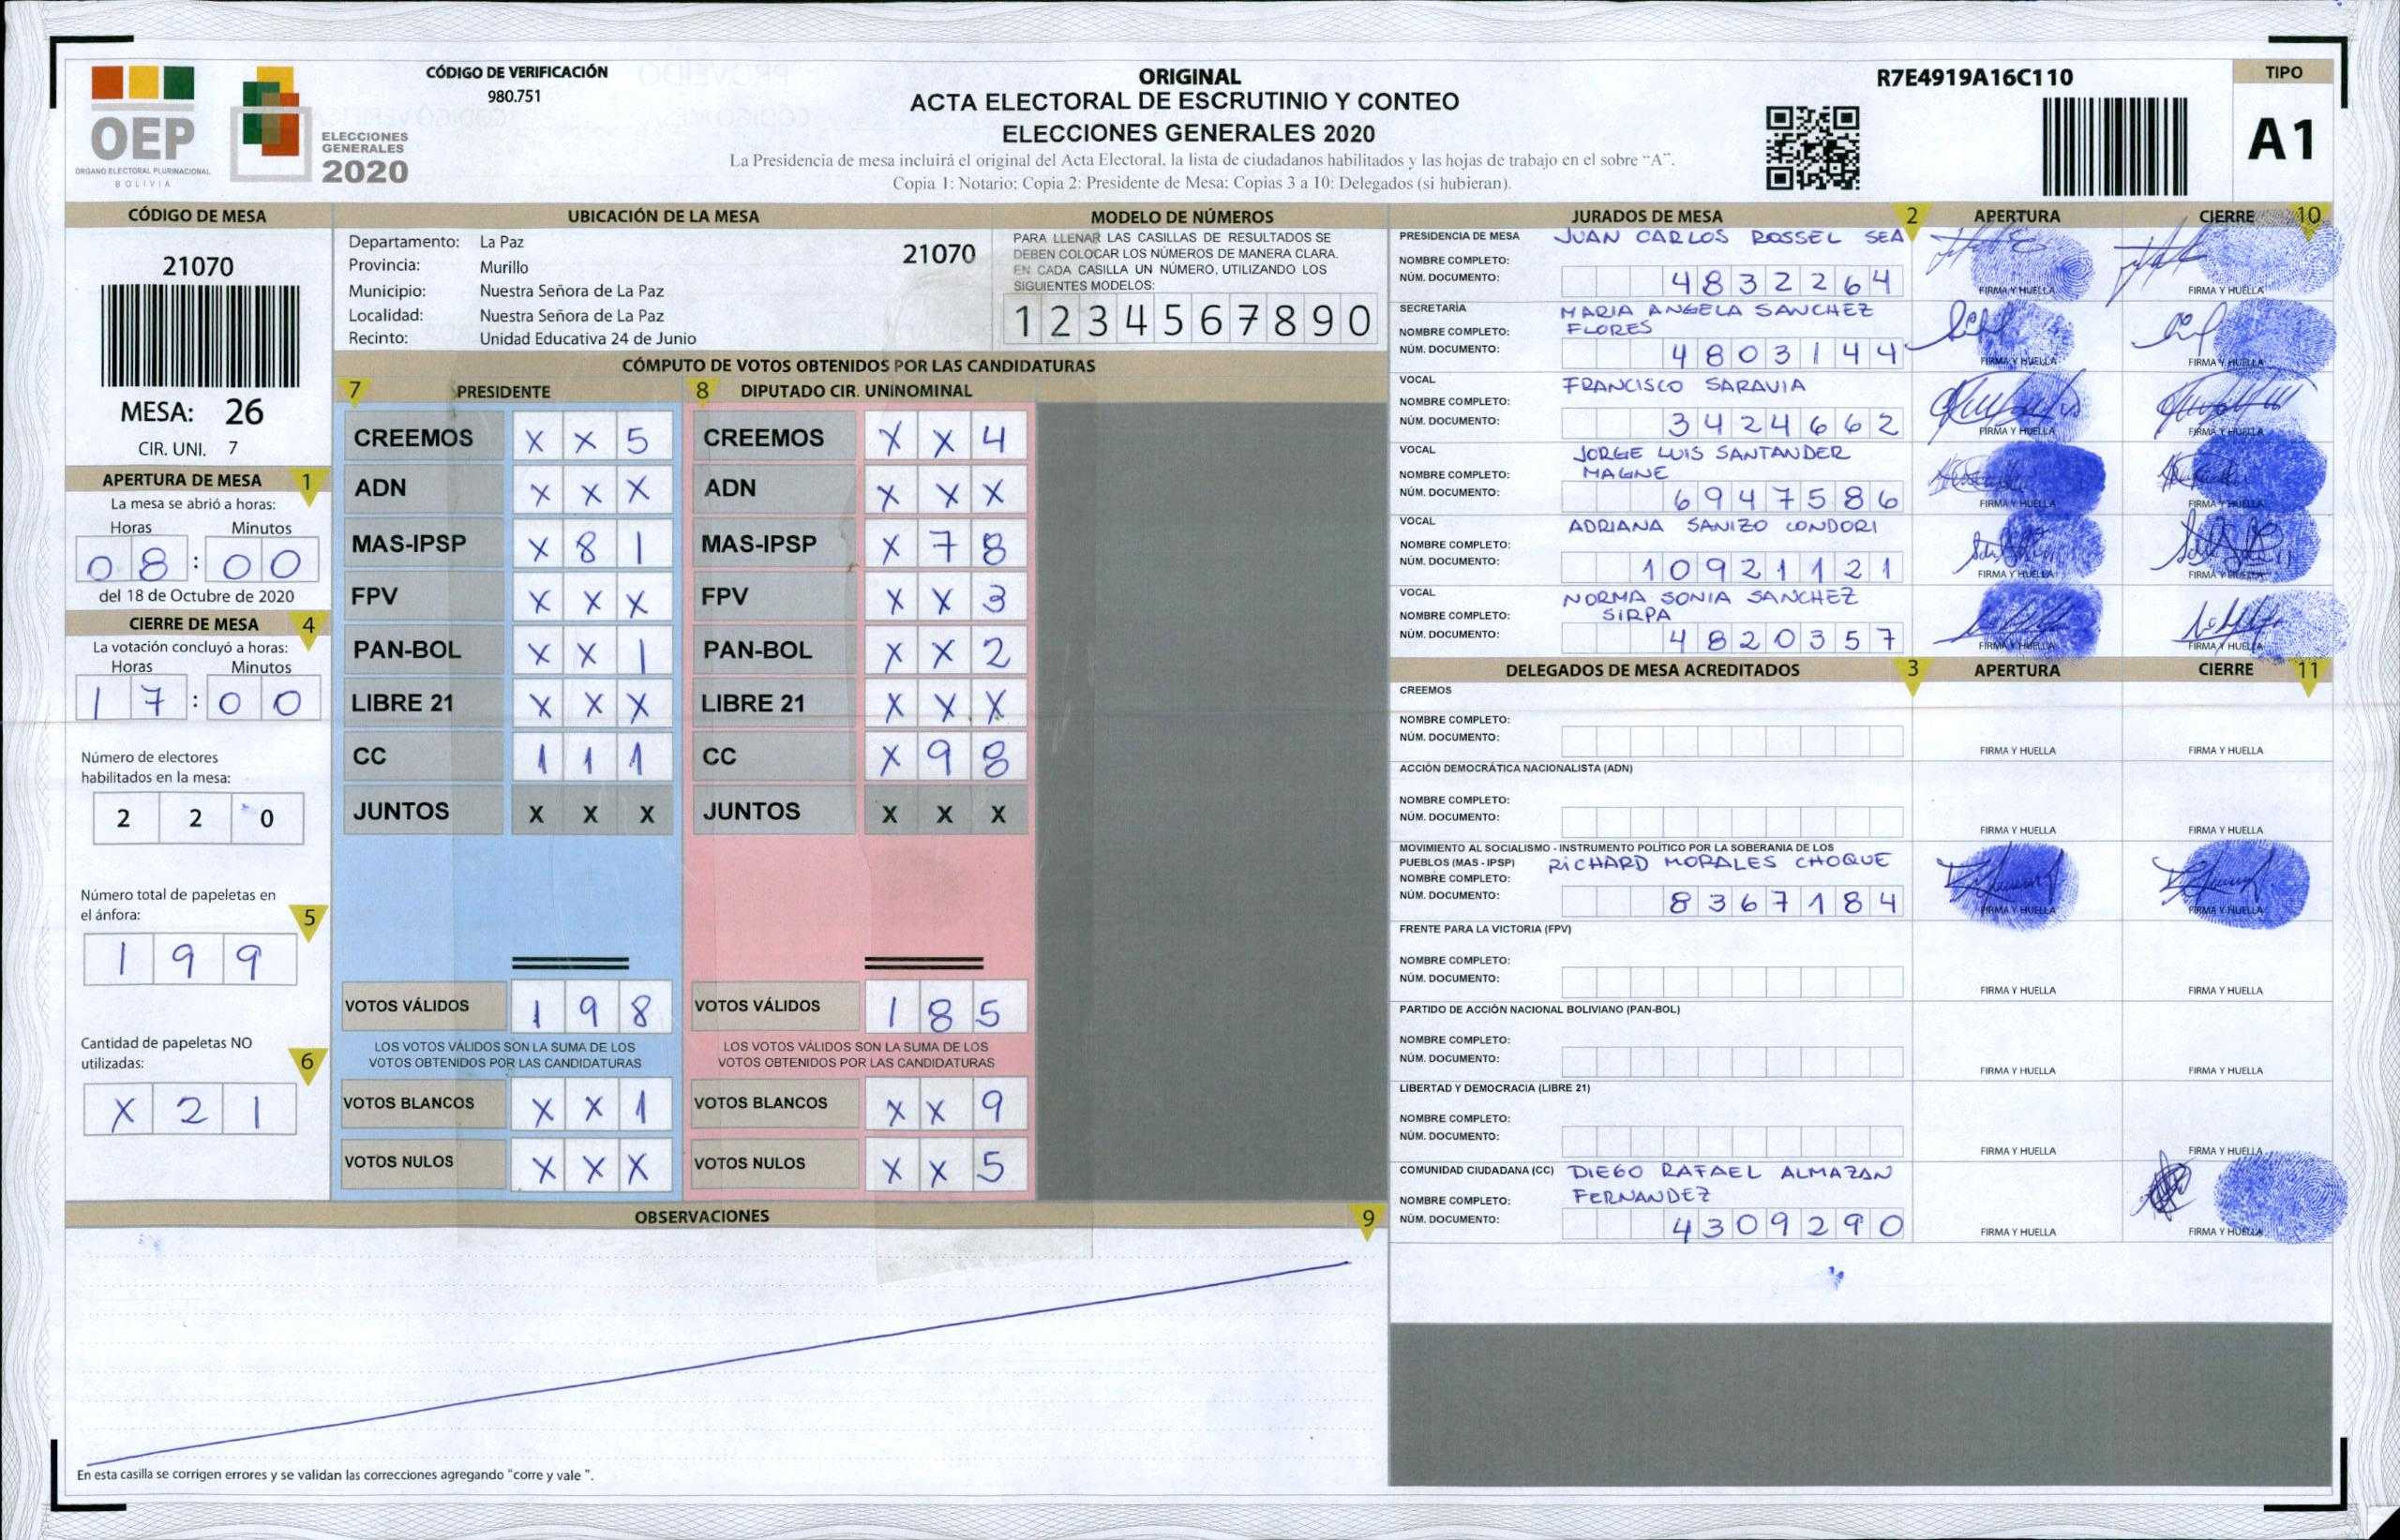 CÓDIGO DE VERIFICACIÓN
980.751
OEP
ÓRGANO ELECTORAL PLURINACIONAL
BOLIVIA
ELECCIONES
GENERALES
2020
ORIGINAL
ACTA ELECTORAL DE ESCRUTINIO Y CONTEO
ELECCIONES GENERALES 2020
La Presidencia de mesa incluirá el original del Acta Electoral, la lista de ciudadanos habilitados y las hojas de trabajo en el sobre "A".
Copia 1: Notario; Copia 2: Presidente de Mesa; Copias 3 a 10: Delegados (si hubieran).
R7E4919A16C110
TIPO
A1
CÓDIGO DE MESA
21070
MESA: 26
CIR. UNI. 7
APERTURA DE MESA 1
La mesa se abrió a horas:
Horas Minutos
08:00
del 18 de Octubre de 2020
CIERRE DE MESA 4
La votación concluyó a horas:
Horas Minutos
17:00
Número de electores
habilitados en la mesa:
2 2 0
Número total de papeletas en
el ánfora: 5
1 9 9
Cantidad de papeletas NO
utilizadas: 6
X 2 1
UBICACIÓN DE LA MESA
Departamento: La Paz 21070
Provincia: Murillo
Municipio: Nuestra Señora de La Paz
Localidad: Nuestra Señora de La Paz
Recinto: Unidad Educativa 24 de Junio
MODELO DE NÚMEROS
PARA LLENAR LAS CASILLAS DE RESULTADOS SE
DEBEN COLOCAR LOS NÚMEROS DE MANERA CLARA.
EN CADA CASILLA UN NÚMERO, UTILIZANDO LOS
SIGUIENTES MODELOS:
1 2 3 4 5 6 7 8 9 0
CÓMPUTO DE VOTOS OBTENIDOS POR LAS CANDIDATURAS
7 PRESIDENTE
CREEMOS X X 5
ADN X X X
MAS-IPSP X 8 1
FPV X X X
PAN-BOL X X 1
LIBRE 21 X X X
CC 1 1 1
JUNTOS X X X
VOTOS VÁLIDOS 1 9 8
LOS VOTOS VÁLIDOS SON LA SUMA DE LOS
VOTOS OBTENIDOS POR LAS CANDIDATURAS
VOTOS BLANCOS X X 1
VOTOS NULOS X X X
8 DIPUTADO CIR. UNINOMINAL
CREEMOS X X 4
ADN X X X
MAS-IPSP X 7 8
FPV X X 3
PAN-BOL X X 2
LIBRE 21 X X X
CC X 9 8
JUNTOS X X X
VOTOS VÁLIDOS 1 8 5
LOS VOTOS VÁLIDOS SON LA SUMA DE LOS
VOTOS OBTENIDOS POR LAS CANDIDATURAS
VOTOS BLANCOS X X 9
VOTOS NULOS X X 5
OBSERVACIONES 9
En esta casilla se corrigen errores y se validan las correcciones agregando "corre y vale ".
JURADOS DE MESA 2 APERTURA CIERRE 10
PRESIDENCIA DE MESA JUAN CARLOS ROSSEL SEA
NOMBRE COMPLETO:
NÚM. DOCUMENTO: 4832264
FIRMA Y HUELLA FIRMA Y HUELLA
SECRETARÍA MARIA ANGELA SANCHEZ
NOMBRE COMPLETO: FLORES
NÚM. DOCUMENTO: 4803144
FIRMA Y HUELLA FIRMA Y HUELLA
VOCAL FRANCISCO SARAVIA
NOMBRE COMPLETO:
NÚM. DOCUMENTO: 3424662
FIRMA Y HUELLA FIRMA Y HUELLA
VOCAL JORGE LUIS SANTANDER
NOMBRE COMPLETO: MAGNE
NÚM. DOCUMENTO: 6947586
FIRMA Y HUELLA FIRMA Y HUELLA
VOCAL ADRIANA SANIZO CONDORI
NOMBRE COMPLETO:
NÚM. DOCUMENTO: 10921121
FIRMA Y HUELLA FIRMA Y HUELLA
VOCAL NORMA SONIA SANCHEZ
NOMBRE COMPLETO: SIRPA
NÚM. DOCUMENTO: 4820357
FIRMA Y HUELLA FIRMA Y HUELLA
DELEGADOS DE MESA ACREDITADOS 3 APERTURA CIERRE 11
CREEMOS
NOMBRE COMPLETO:
NÚM. DOCUMENTO:
FIRMA Y HUELLA FIRMA Y HUELLA
ACCIÓN DEMOCRÁTICA NACIONALISTA (ADN)
NOMBRE COMPLETO:
NÚM. DOCUMENTO:
FIRMA Y HUELLA FIRMA Y HUELLA
MOVIMIENTO AL SOCIALISMO - INSTRUMENTO POLÍTICO POR LA SOBERANIA DE LOS
PUEBLOS (MAS - IPSP) RICHARD MORALES CHOQUE
NOMBRE COMPLETO:
NÚM. DOCUMENTO: 8367184
FIRMA Y HUELLA FIRMA Y HUELLA
FRENTE PARA LA VICTORIA (FPV)
NOMBRE COMPLETO:
NÚM. DOCUMENTO:
FIRMA Y HUELLA FIRMA Y HUELLA
PARTIDO DE ACCIÓN NACIONAL BOLIVIANO (PAN-BOL)
NOMBRE COMPLETO:
NÚM. DOCUMENTO:
FIRMA Y HUELLA FIRMA Y HUELLA
LIBERTAD Y DEMOCRACIA (LIBRE 21)
NOMBRE COMPLETO:
NÚM. DOCUMENTO:
FIRMA Y HUELLA FIRMA Y HUELLA
COMUNIDAD CIUDADANA (CC) DIEGO RAFAEL ALMAZAN
NOMBRE COMPLETO: FERNANDEZ
NÚM. DOCUMENTO: 4309290
FIRMA Y HUELLA FIRMA Y HUELLA